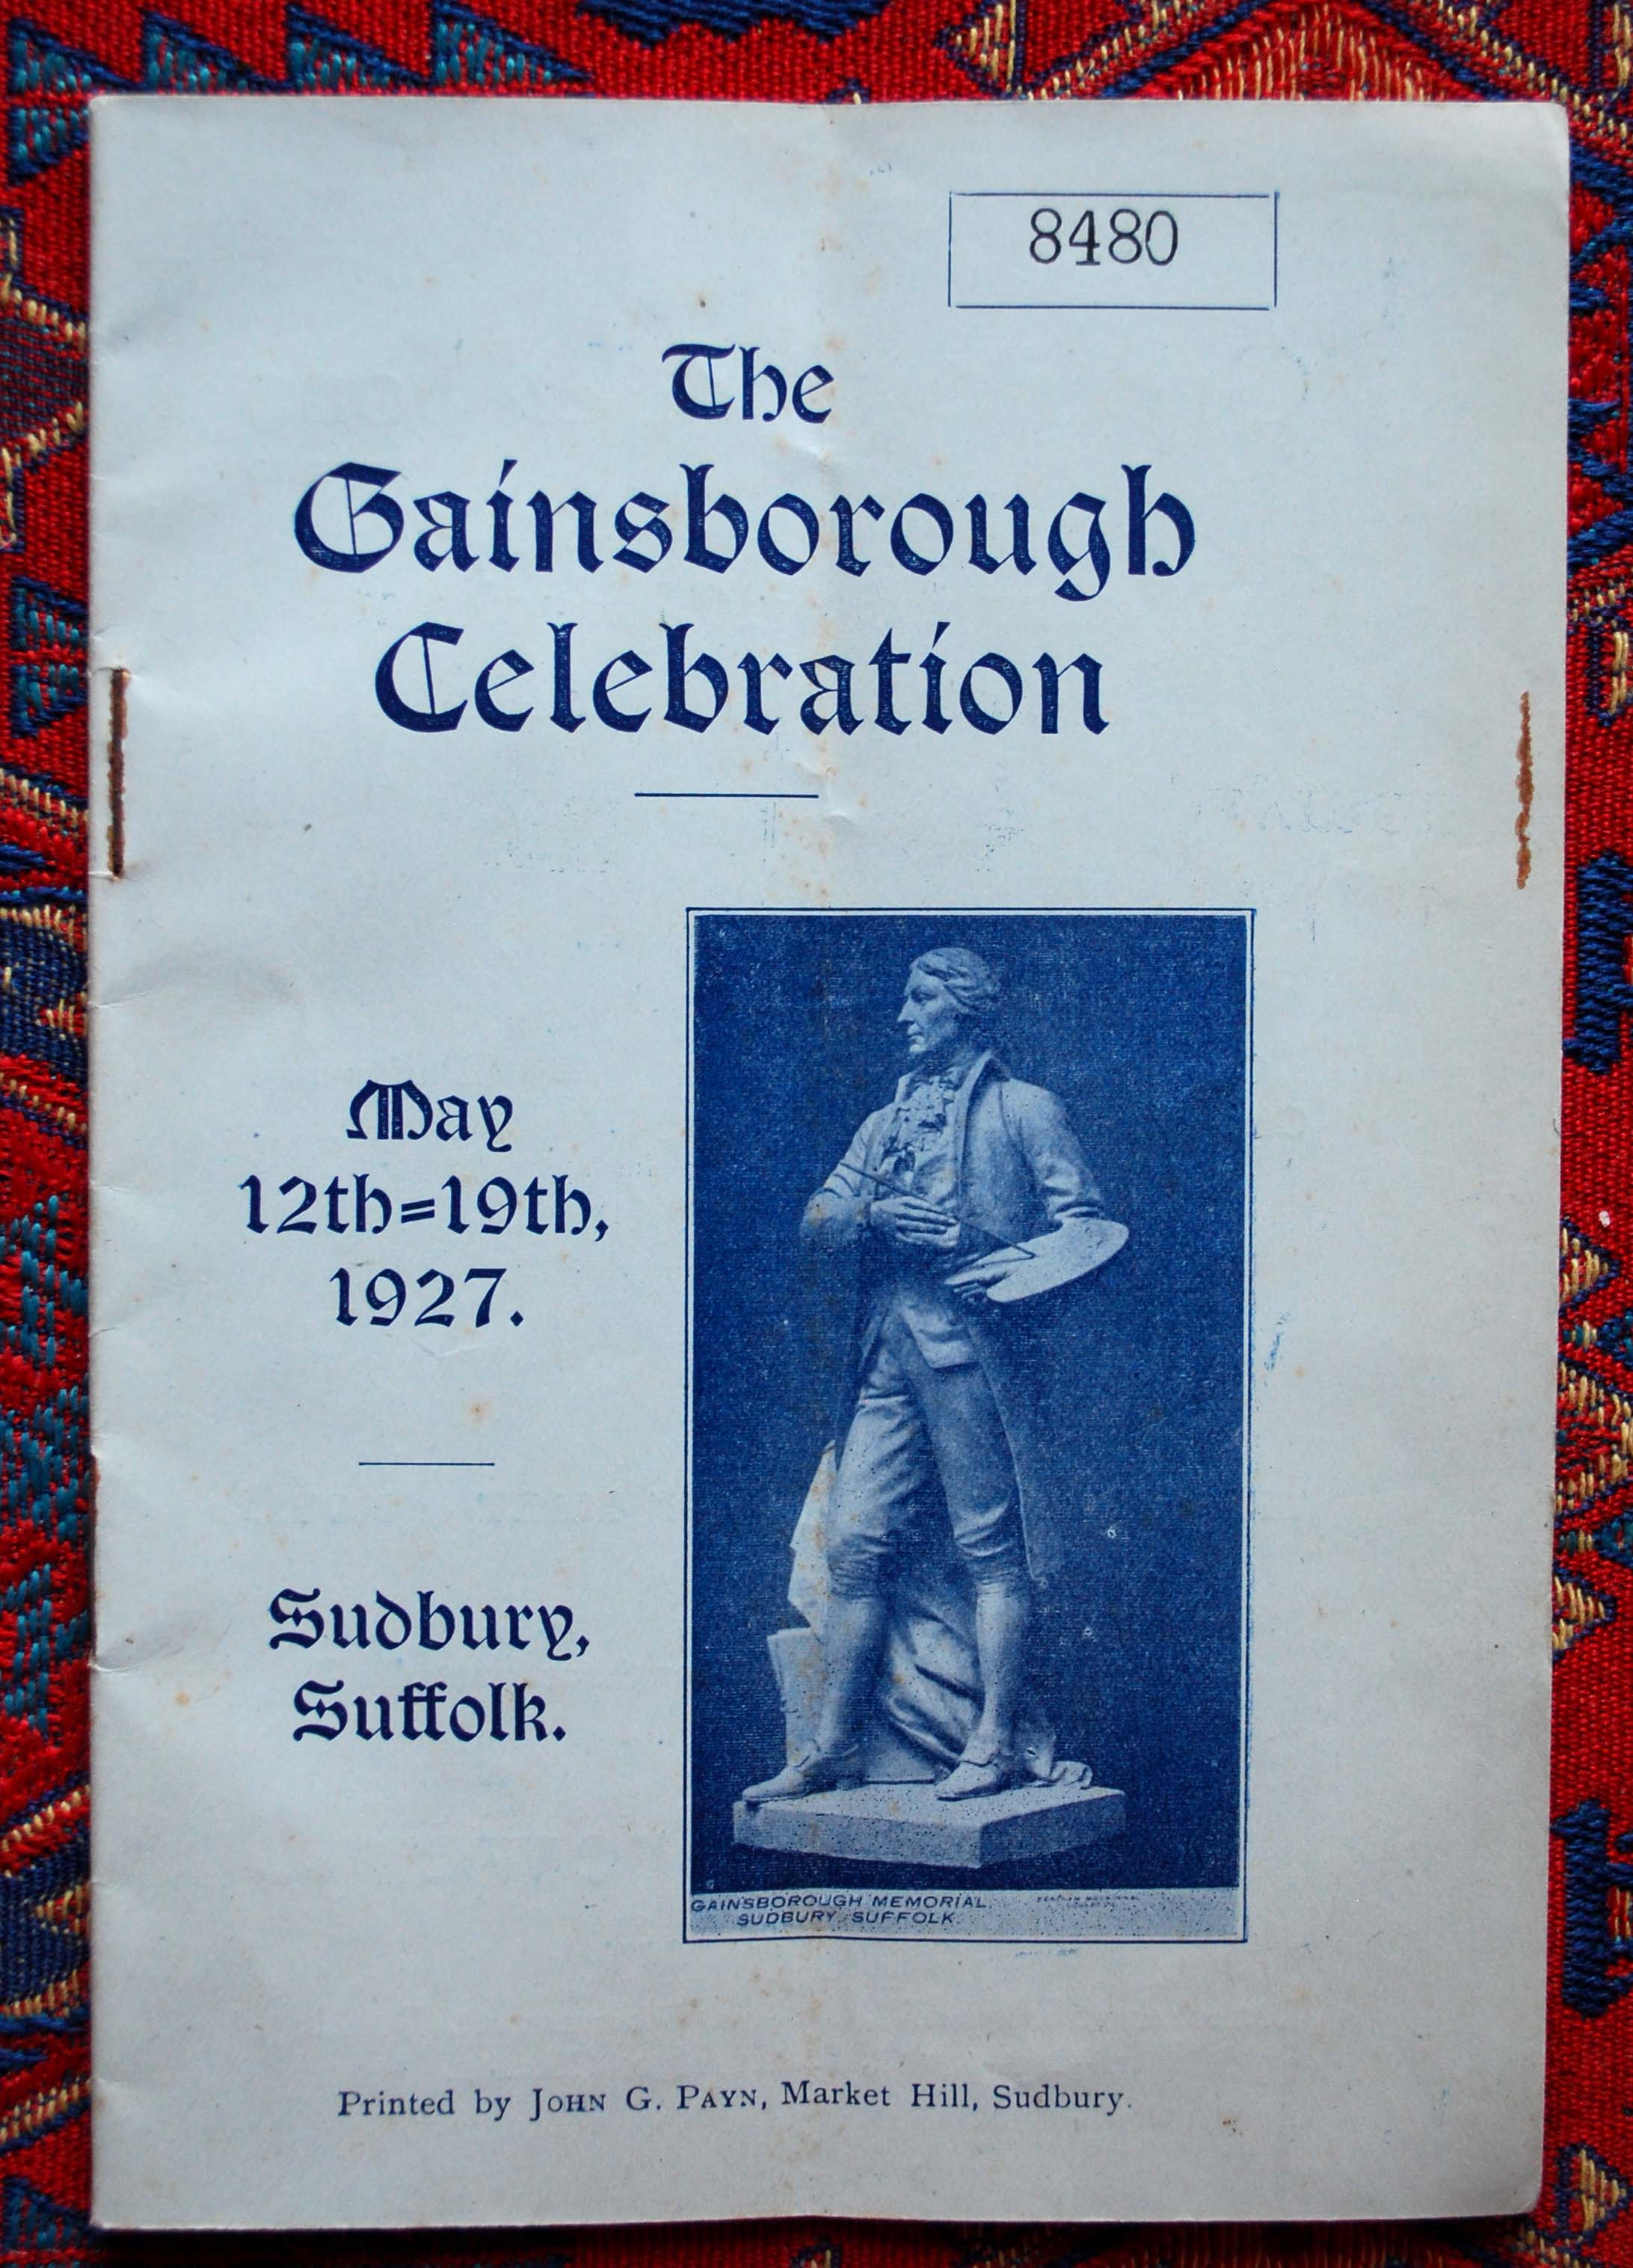 8480
The
Gainsborough
Celebration
May
12th=19th,
1927.
Sudbury,
Suffolk.
GAINSBOROUGH MEMORIAL.
SUDBURY. SUFFOLK.
Printed by JOHN G. PAYN, Market Hill, Sudbury.